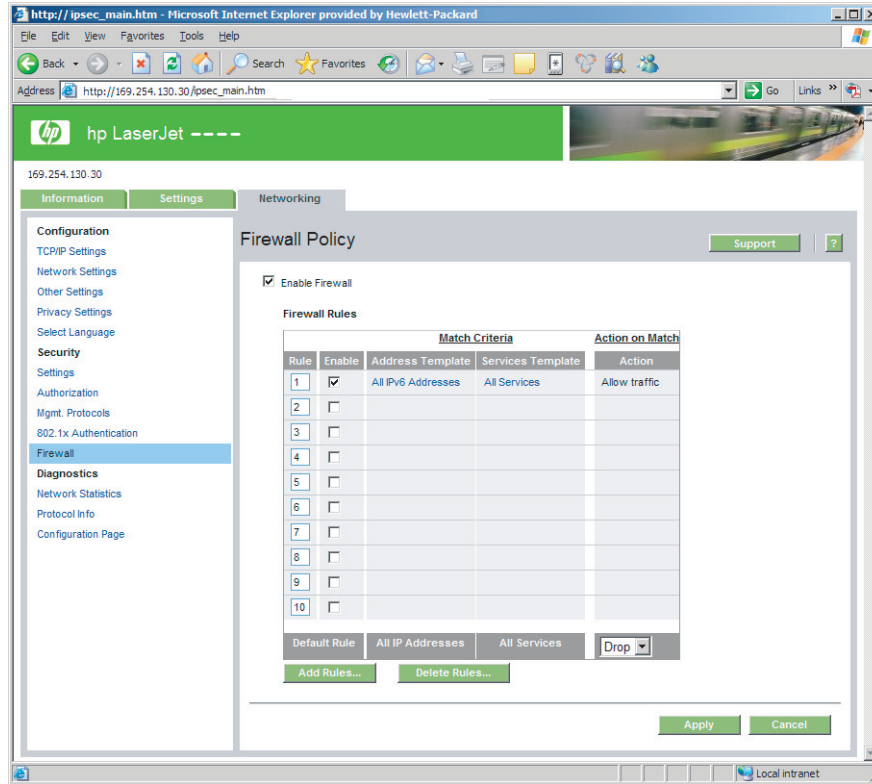 http:// ipsec_main.htm - Microsoft Internet Explorer provided by Hewlett-Packard
File Edit View Favorites Tools Help
Back Search Favorites
Address http://169.254.130.30/ipsec_main.htm Go Links »
hp hp LaserJet ----
169.254.130.30
Information Settings Networking
Configuration
TCP/IP Settings
Network Settings
Other Settings
Privacy Settings
Select Language
Security
Settings
Authorization
Mgmt. Protocols
802.1x Authentication
Firewall
Diagnostics
Network Statistics
Protocol Info
Configuration Page
Firewall Policy
Support ?
Enable Firewall
Firewall Rules
Match Criteria Action on Match
Rule Enable Address Template Services Template Action
1 All IPv6 Addresses All Services Allow traffic
2
3
4
5
6
7
8
9
10
Default Rule All IP Addresses All Services Drop
Add Rules... Delete Rules...
Apply Cancel
Local intranet